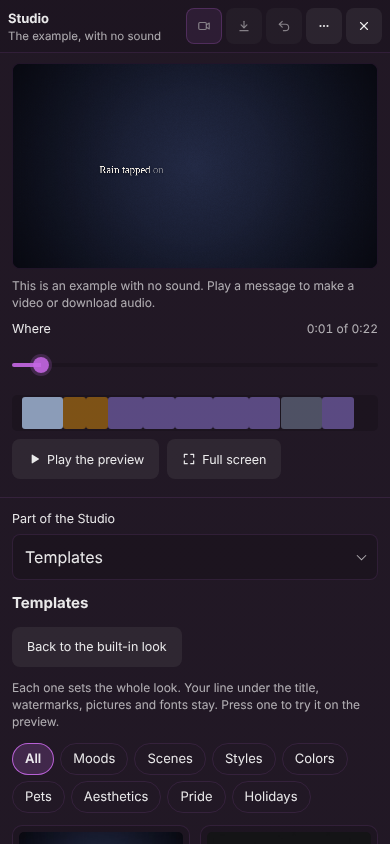 Studio
The example, with no sound
Rain tapped on
This is an example with no sound. Play a message to make a
video or download audio.
Where
0:01 of 0:22
Play the preview
Full screen
Part of the Studio
Templates
Templates
Back to the built-in look
Each one sets the whole look. Your line under the title,
watermarks, pictures and fonts stay. Press one to try it on the
preview.
All
Moods
Scenes
Styles
Colors
Pets
Aesthetics
Pride
Holidays